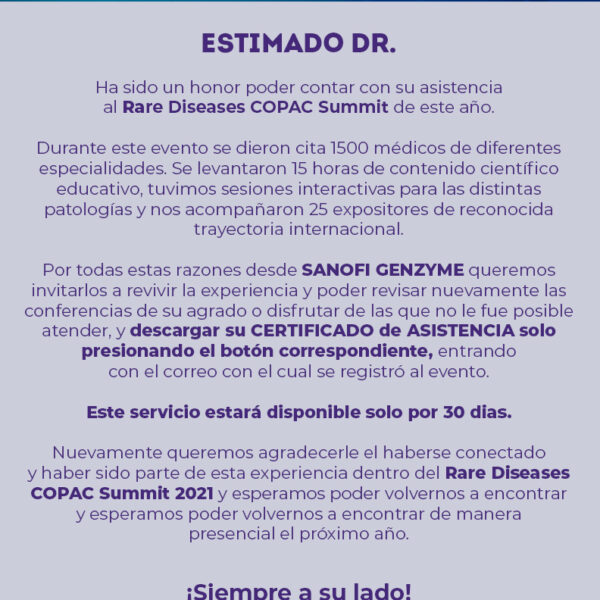 ESTIMADO DR.
Ha sido un honor poder contar con su asistencia
al Rare Diseases COPAC Summit de este año.
Durante este evento se dieron cita 1500 médicos de diferentes
especialidades. Se levantaron 15 horas de contenido científico
educativo, tuvimos sesiones interactivas para las distintas
patologías y nos acompañaron 25 expositores de reconocida
trayectoria internacional.
Por todas estas razones desde SANOFI GENZYME queremos
invitarlos a revivir la experiencia y poder revisar nuevamente las
conferencias de su agrado o disfrutar de las que no le fue posible
atender, y descargar su CERTIFICADO de ASISTENCIA solo
presionando el botón correspondiente, entrando
con el correo con el cual se registró al evento.
Este servicio estará disponible solo por 30 dias.
Nuevamente queremos agradecerle el haberse conectado
y haber sido parte de esta experiencia dentro del Rare Diseases
COPAC Summit 2021 y esperamos poder volvernos a encontrar
y esperamos poder volvernos a encontrar de manera
presencial el próximo año.
¡Siempre a su lado!